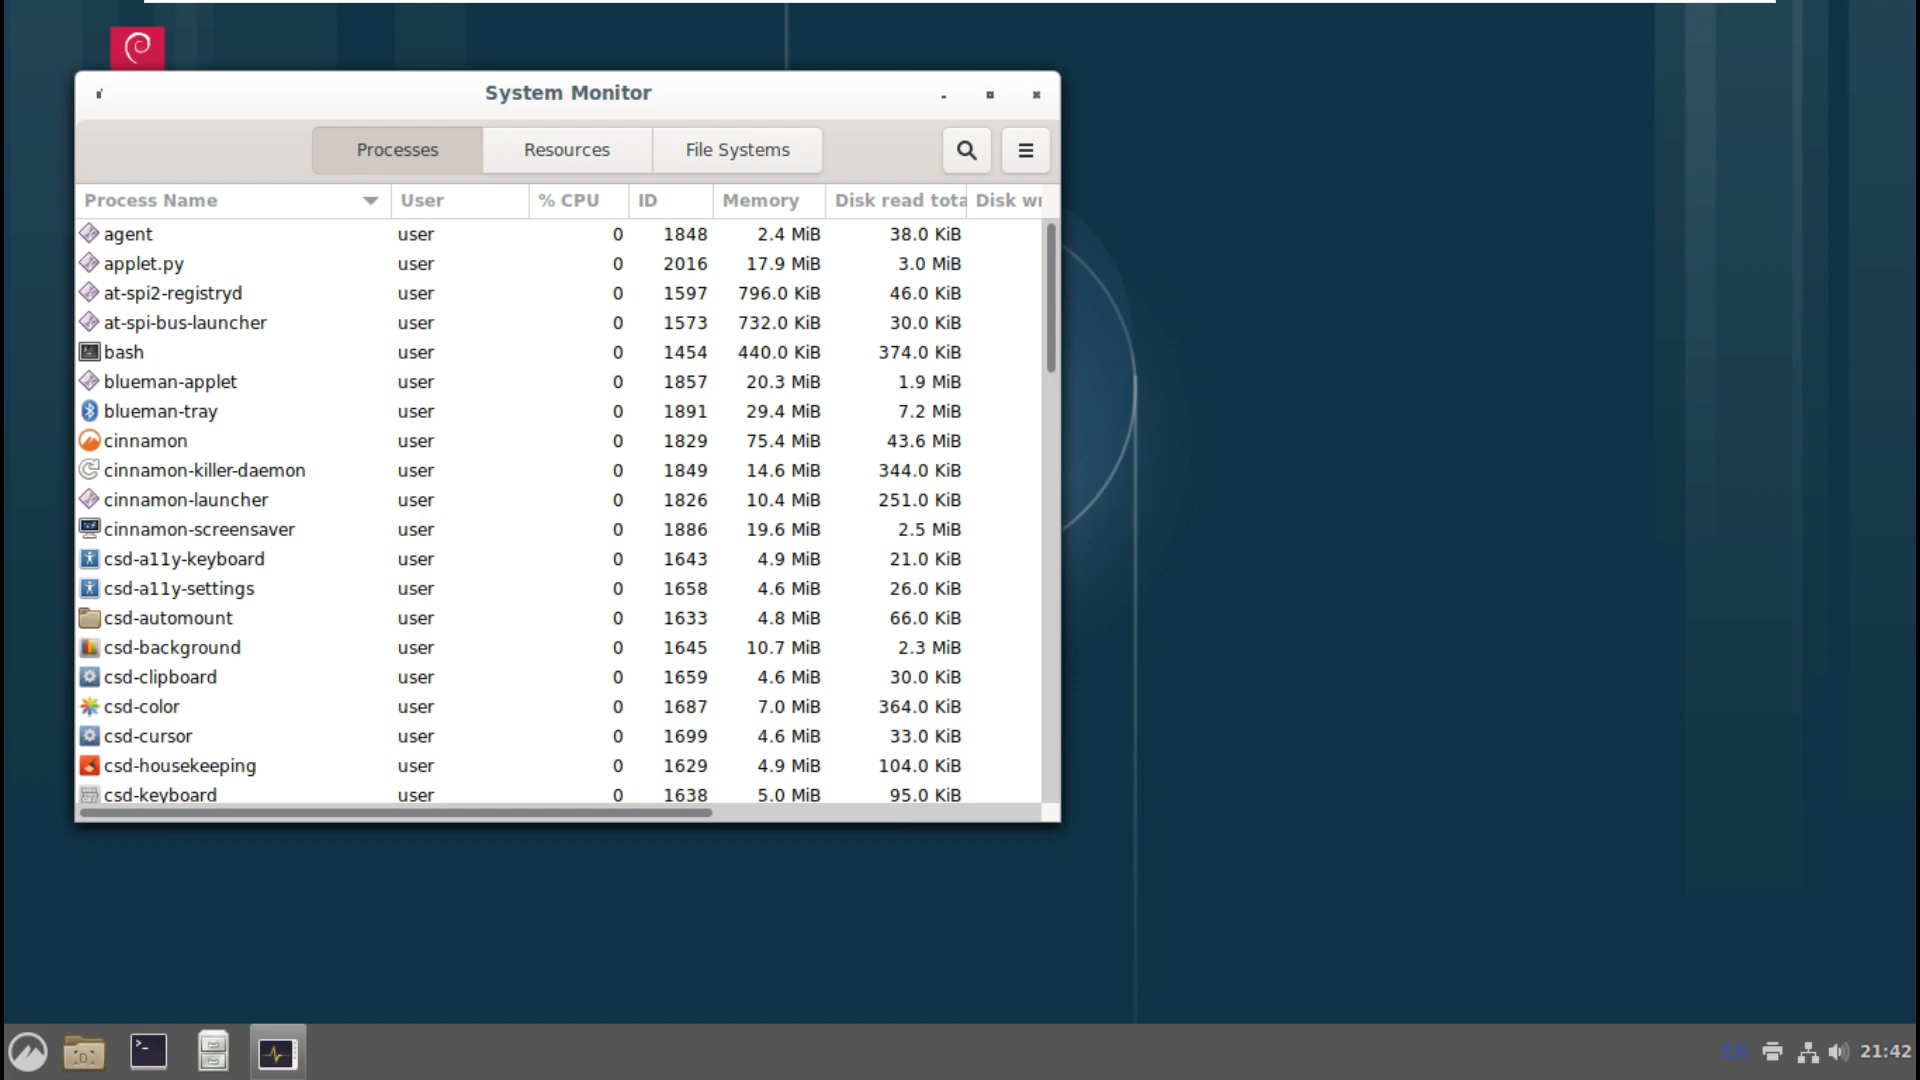 System Monitor
Processes Resources File Systems
Process Name User % CPU ID Memory Disk read tota Disk wr
agent user 0 1848 2.4 MiB 38.0 KiB
applet.py user 0 2016 17.9 MiB 3.0 MiB
at-spi2-registryd user 0 1597 796.0 KiB 46.0 KiB
at-spi-bus-launcher user 0 1573 732.0 KiB 30.0 KiB
bash user 0 1454 440.0 KiB 374.0 KiB
blueman-applet user 0 1857 20.3 MiB 1.9 MiB
blueman-tray user 0 1891 29.4 MiB 7.2 MiB
cinnamon user 0 1829 75.4 MiB 43.6 MiB
cinnamon-killer-daemon user 0 1849 14.6 MiB 344.0 KiB
cinnamon-launcher user 0 1826 10.4 MiB 251.0 KiB
cinnamon-screensaver user 0 1886 19.6 MiB 2.5 MiB
csd-a11y-keyboard user 0 1643 4.9 MiB 21.0 KiB
csd-a11y-settings user 0 1658 4.6 MiB 26.0 KiB
csd-automount user 0 1633 4.8 MiB 66.0 KiB
csd-background user 0 1645 10.7 MiB 2.3 MiB
csd-clipboard user 0 1659 4.6 MiB 30.0 KiB
csd-color user 0 1687 7.0 MiB 364.0 KiB
csd-cursor user 0 1699 4.6 MiB 33.0 KiB
csd-housekeeping user 0 1629 4.9 MiB 104.0 KiB
csd-keyboard user 0 1638 5.0 MiB 95.0 KiB
EN 21:42